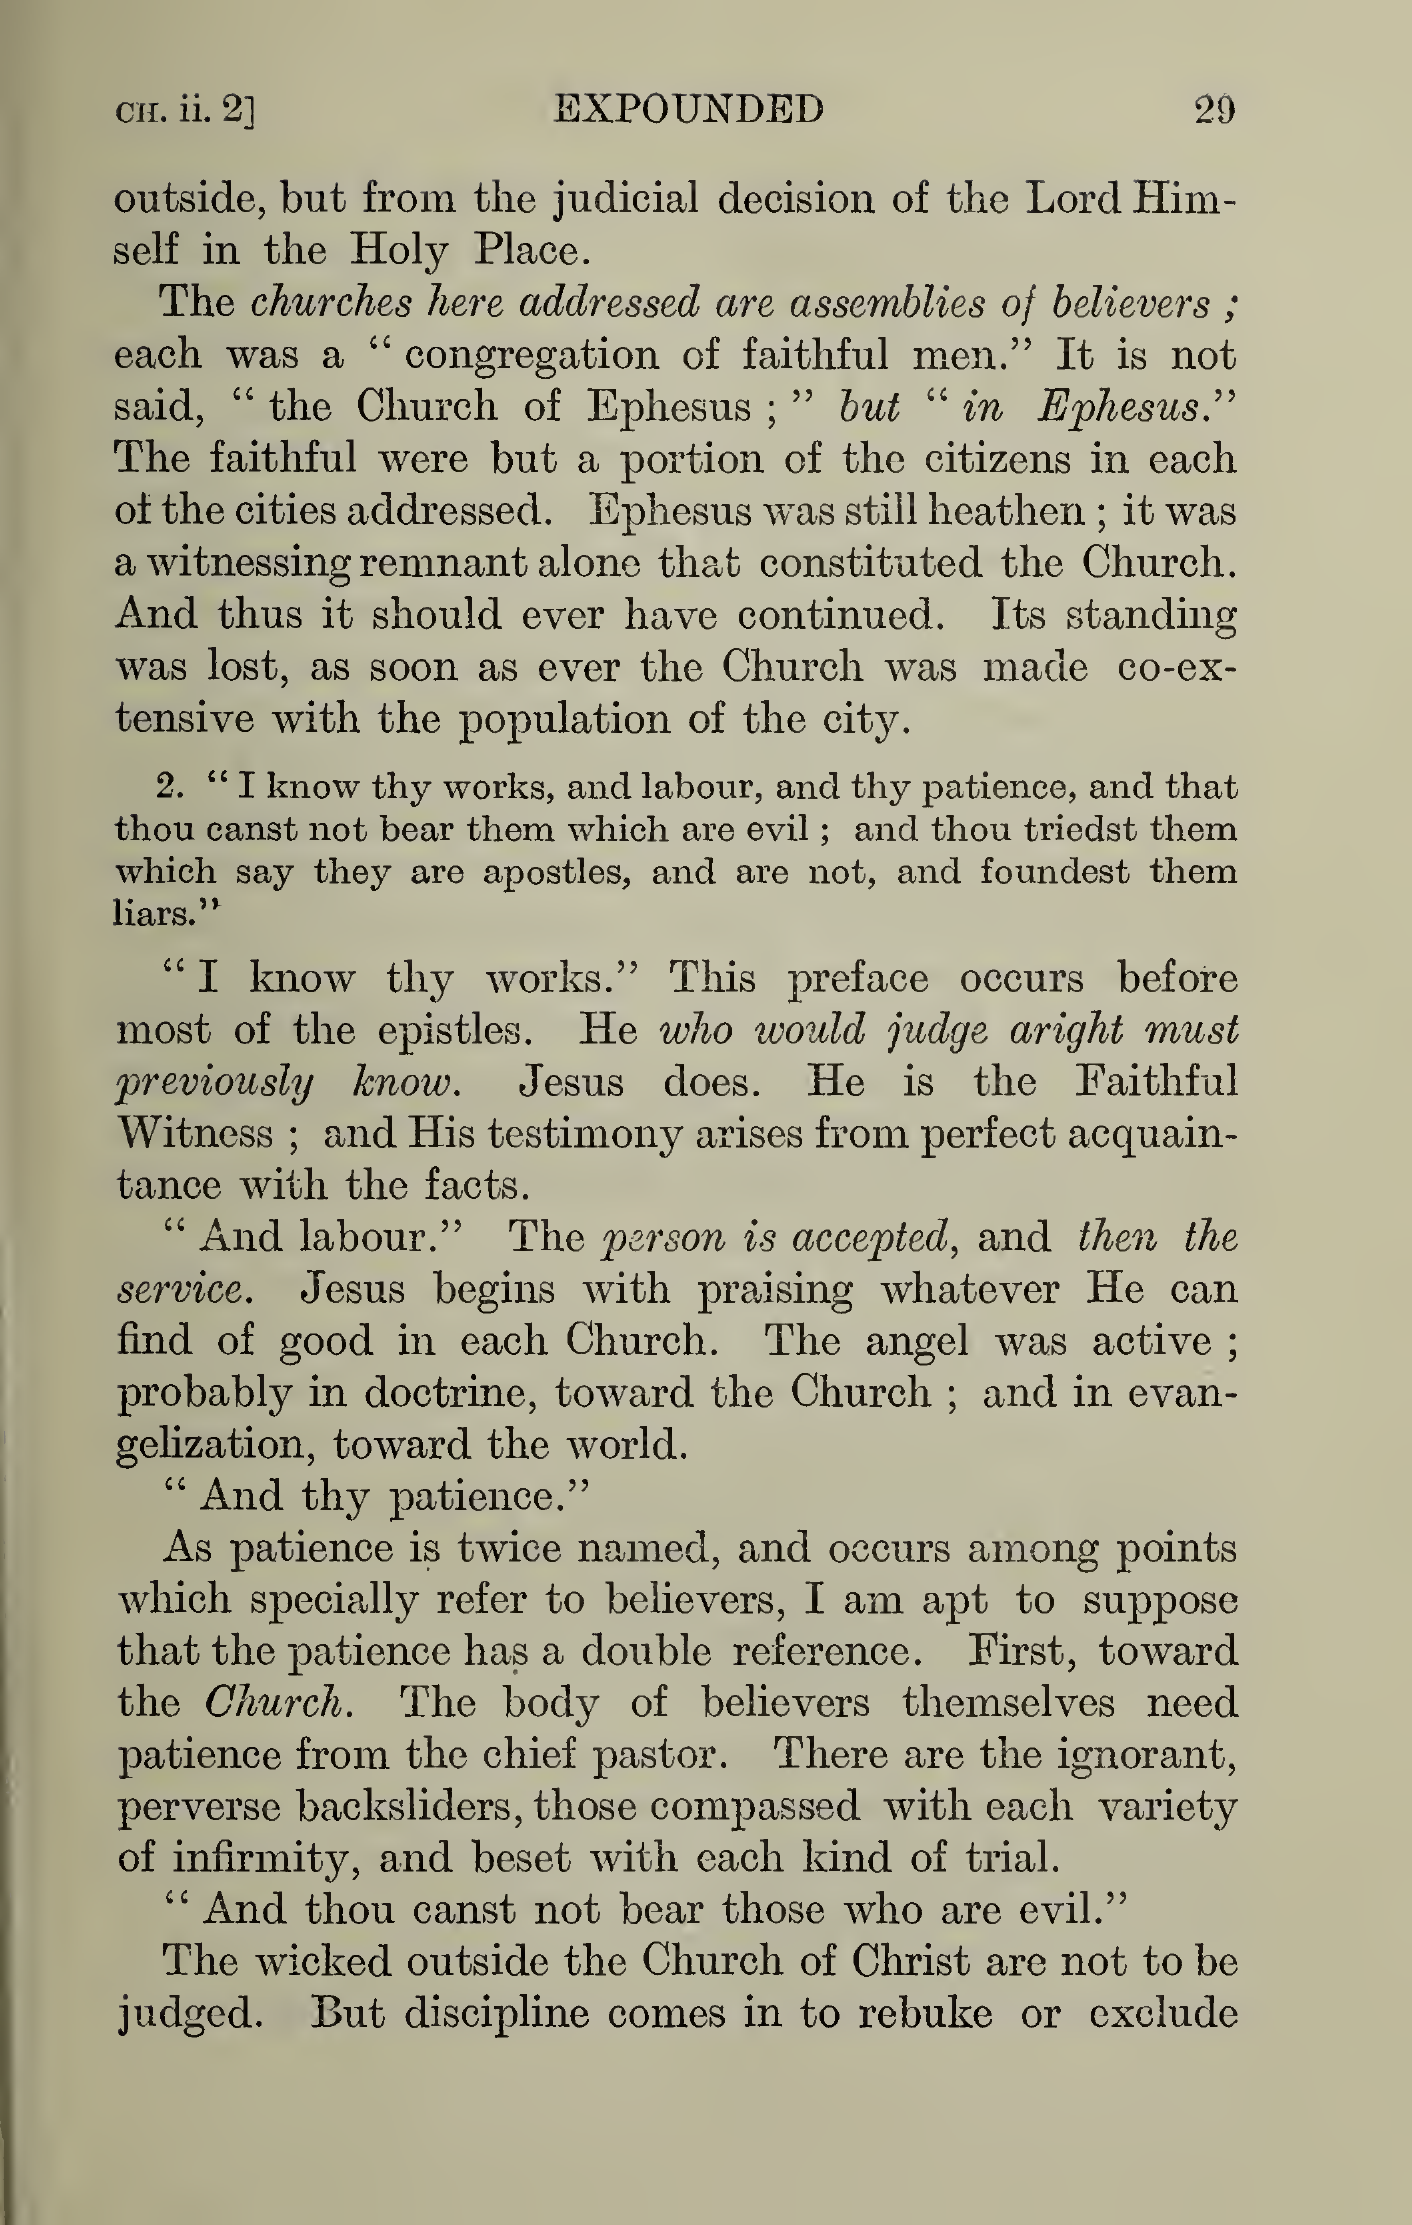 CH. ii. 2] EXPOUNDED 29
outside, but from the judicial decision of the Lord Him-
self in the Holy Place.
The churches here addressed are assemblies of believers ;
each was a “ congregation of faithful men.” It is not
said, “ the Church of Ephesus ; ” but “ in Ephesus.”
The faithful were but a portion of the citizens in each
of the cities addressed. Ephesus was still heathen ; it was
a witnessing remnant alone that constituted the Church.
And thus it should ever have continued. Its standing
was lost, as soon as ever the Church was made co-ex-
tensive with the population of the city.
2. “ I know thy works, and labour, and thy patience, and that
thou canst not bear them which are evil ; and thou triedst them
which say they are apostles, and are not, and foundest them
liars.”
“ I know thy works.” This preface occurs before
most of the epistles. He who would judge aright must
previously know. Jesus does. He is the Faithful
Witness ; and His testimony arises from perfect acquain-
tance with the facts.
“ And labour.” The person is accepted, and then the
service. Jesus begins with praising whatever He can
find of good in each Church. The angel was active ;
probably in doctrine, toward the Church ; and in evan-
gelization, toward the world.
“ And thy patience.”
As patience is twice named, and occurs among points
which specially refer to believers, I am apt to suppose
that the patience has a double reference. First, toward
the Church. The body of believers themselves need
patience from the chief pastor. There are the ignorant,
perverse backsliders, those compassed with each variety
of infirmity, and beset with each kind of trial.
“ And thou canst not bear those who are evil.”
The wicked outside the Church of Christ are not to be
judged. But discipline comes in to rebuke or exclude